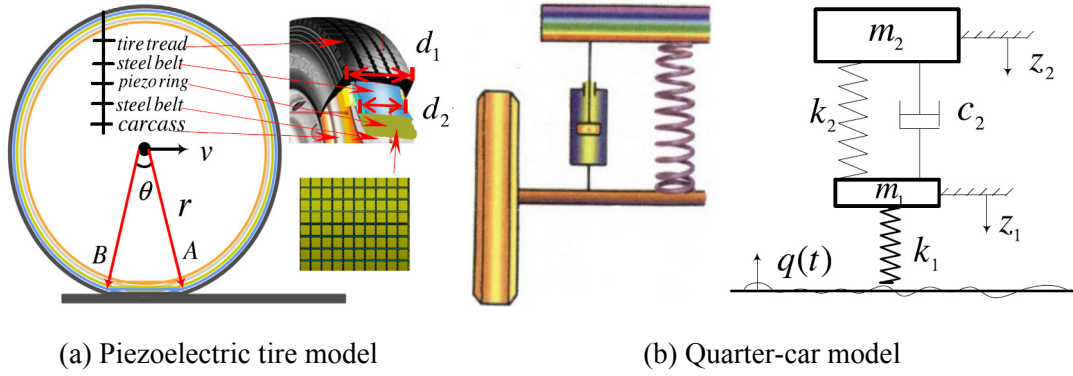 tire tread
steel belt
piezo ring
steel belt
carcass
d1
d2
v
θ
r
B
A
m2
z2
k2
c2
m1
z1
k1
q(t)
(a) Piezoelectric tire model
(b) Quarter-car model